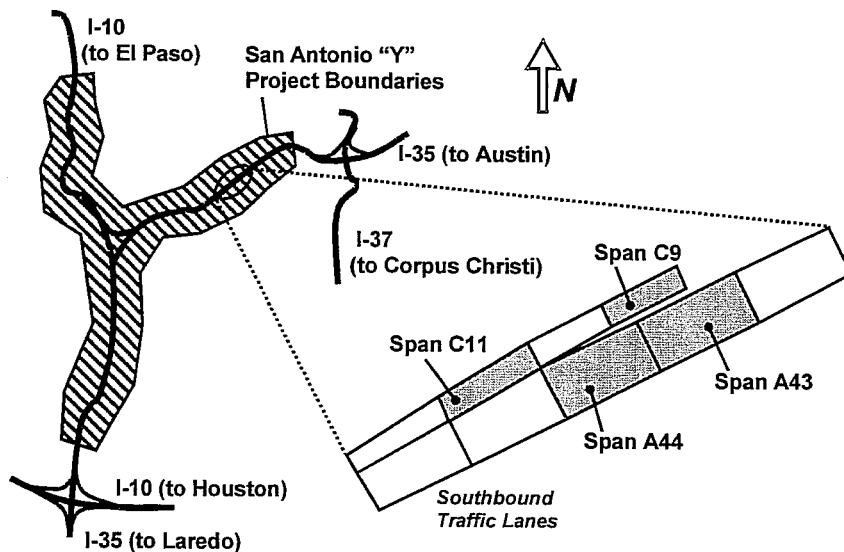 I-10
(to El Paso)
San Antonio “Y”
Project Boundaries
N
I-35 (to Austin)
I-37
(to Corpus Christi)
Span C9
Span C11
Span A43
Span A44
Southbound
Traffic Lanes
I-10 (to Houston)
I-35 (to Laredo)